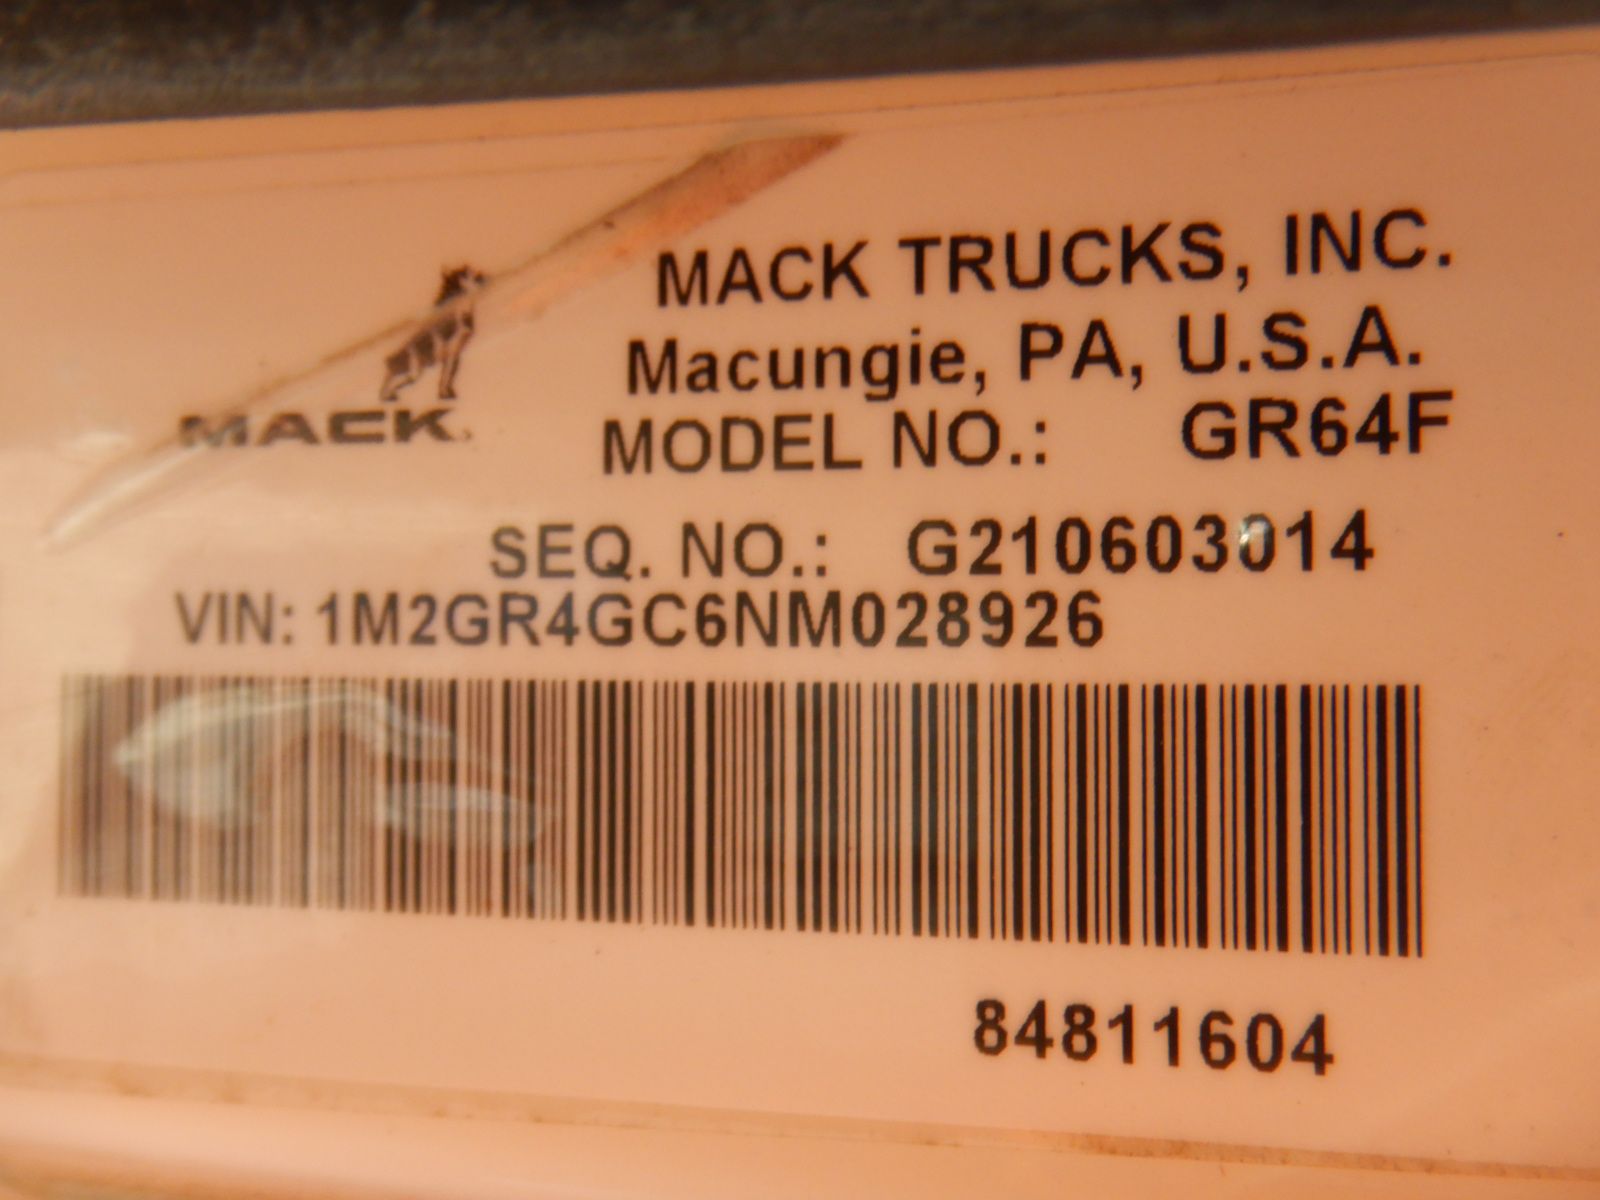 MACK TRUCKS, INC.
Macungie, PA, U.S.A.
MACK
MODEL NO.: GR64F
SEQ. NO.: G210603014
VIN: 1M2GR4GC6NM028926
84811604